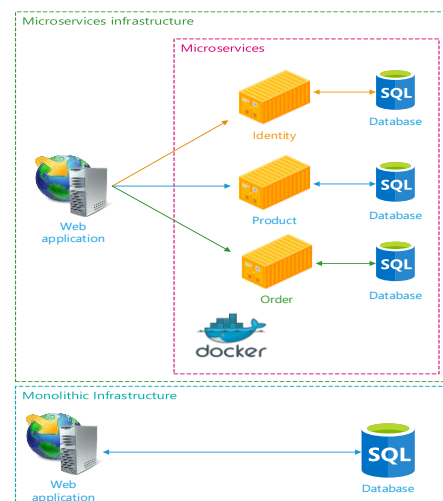 Microservices infrastructure
Microservices
SQL
Identity
Database
SQL
Web
application
Product
Database
SQL
Order
Database
docker
Monolithic Infrastructure
SQL
Web
application
Database